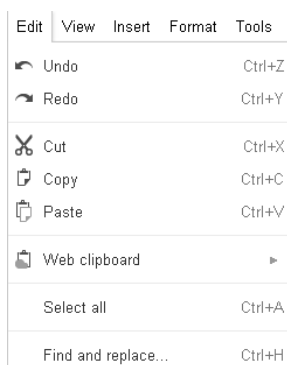 Edit View Insert Format Tools
Undo Ctrl+Z
Redo Ctrl+Y
Cut Ctrl+X
Copy Ctrl+C
Paste Ctrl+V
Web clipboard
Select all Ctrl+A
Find and replace... Ctrl+H